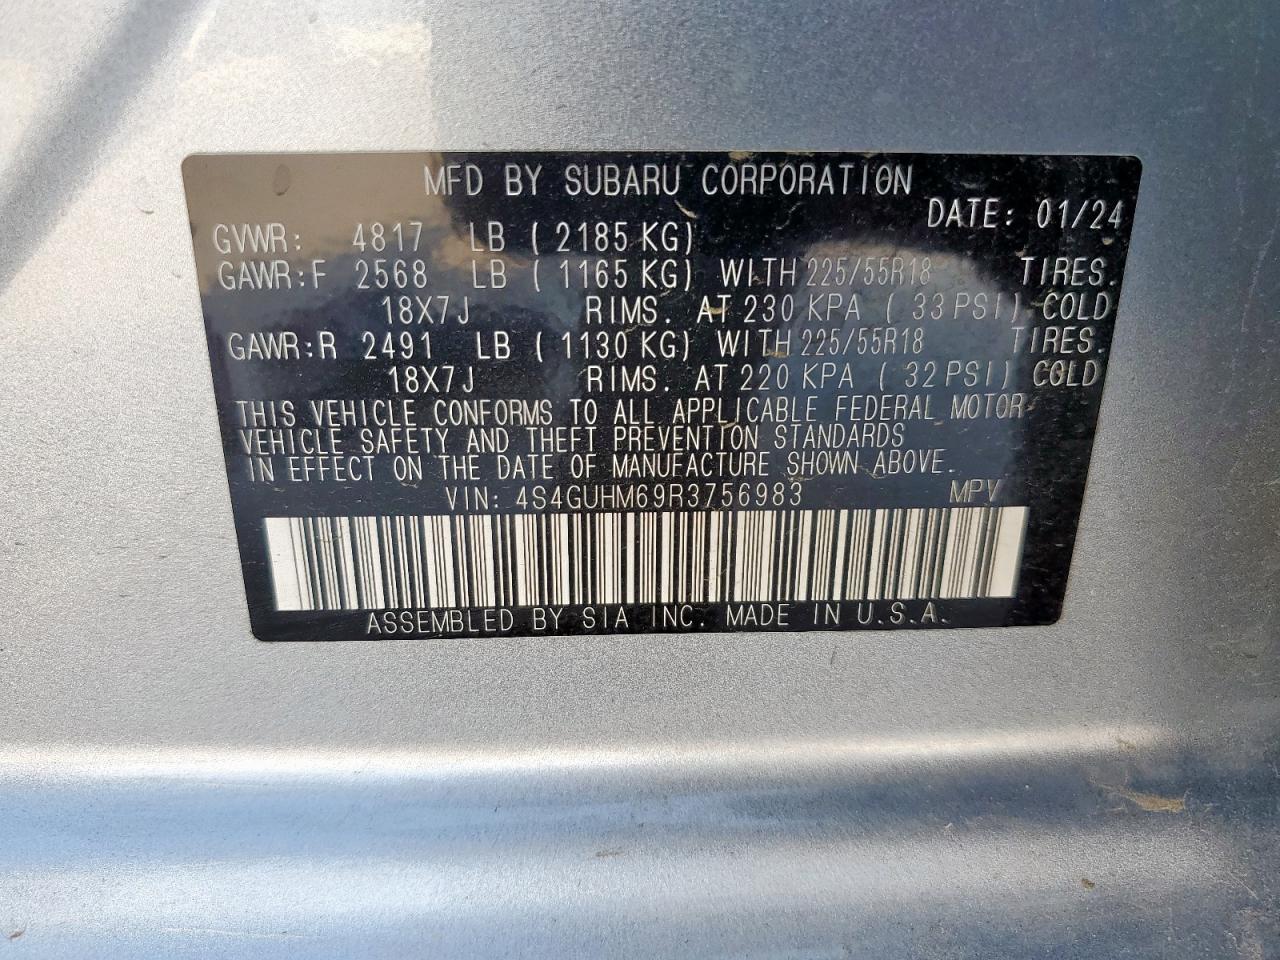 MFD BY SUBARU CORPORATION
DATE: 01/24
GVWR: 4817 LB ( 2185 KG)
GAWR:F 2568 LB ( 1165 KG) WITH 225/55R18 TIRES.
18X7J RIMS. AT 230 KPA ( 33 PSI) COLD
GAWR:R 2491 LB ( 1130 KG) WITH 225/55R18 TIRES.
18X7J RIMS. AT 220 KPA ( 32 PSI) COLD
THIS VEHICLE CONFORMS TO ALL APPLICABLE FEDERAL MOTOR
VEHICLE SAFETY AND THEFT PREVENTION STANDARDS
IN EFFECT ON THE DATE OF MANUFACTURE SHOWN ABOVE.
VIN: 4S4GUHM69R3756983 MPV
ASSEMBLED BY SIA INC. MADE IN U.S.A.